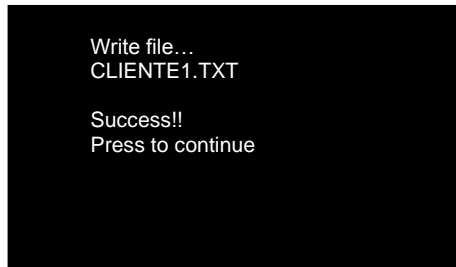 Write file…
CLIENTE1.TXT
Success!!
Press to continue